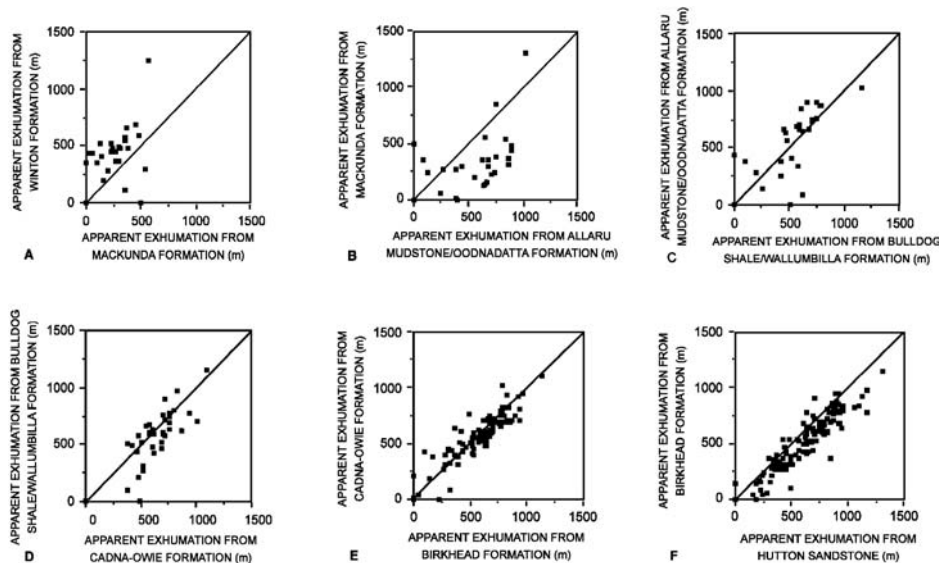 1500
1000
500
0
0
500
1000
1500
APPARENT EXHUMATION FROM
WINTON FORMATION (m)
APPARENT EXHUMATION FROM
MACKUNDA FORMATION (m)
A
1500
1000
500
0
0
500
1000
1500
APPARENT EXHUMATION FROM
MACKUNDA FORMATION (m)
APPARENT EXHUMATION FROM ALLARU
MUDSTONE/OODNADATTA FORMATION (m)
B
1500
1000
500
0
0
500
1000
1500
APPARENT EXHUMATION FROM ALLARU
MUDSTONE/OODNADATTA FORMATION (m)
APPARENT EXHUMATION FROM BULLDOG
SHALE/WALLUMBILLA FORMATION (m)
C
1500
1000
500
0
0
500
1000
1500
APPARENT EXHUMATION FROM BULLDOG
SHALE/WALLUMBILLA FORMATION (m)
APPARENT EXHUMATION FROM
CADNA-OWIE FORMATION (m)
D
1500
1000
500
0
0
500
1000
1500
APPARENT EXHUMATION FROM
CADNA-OWIE FORMATION (m)
APPARENT EXHUMATION FROM
BIRKHEAD FORMATION (m)
E
1500
1000
500
0
0
500
1000
1500
APPARENT EXHUMATION FROM
BIRKHEAD FORMATION (m)
APPARENT EXHUMATION FROM
HUTTON SANDSTONE (m)
F